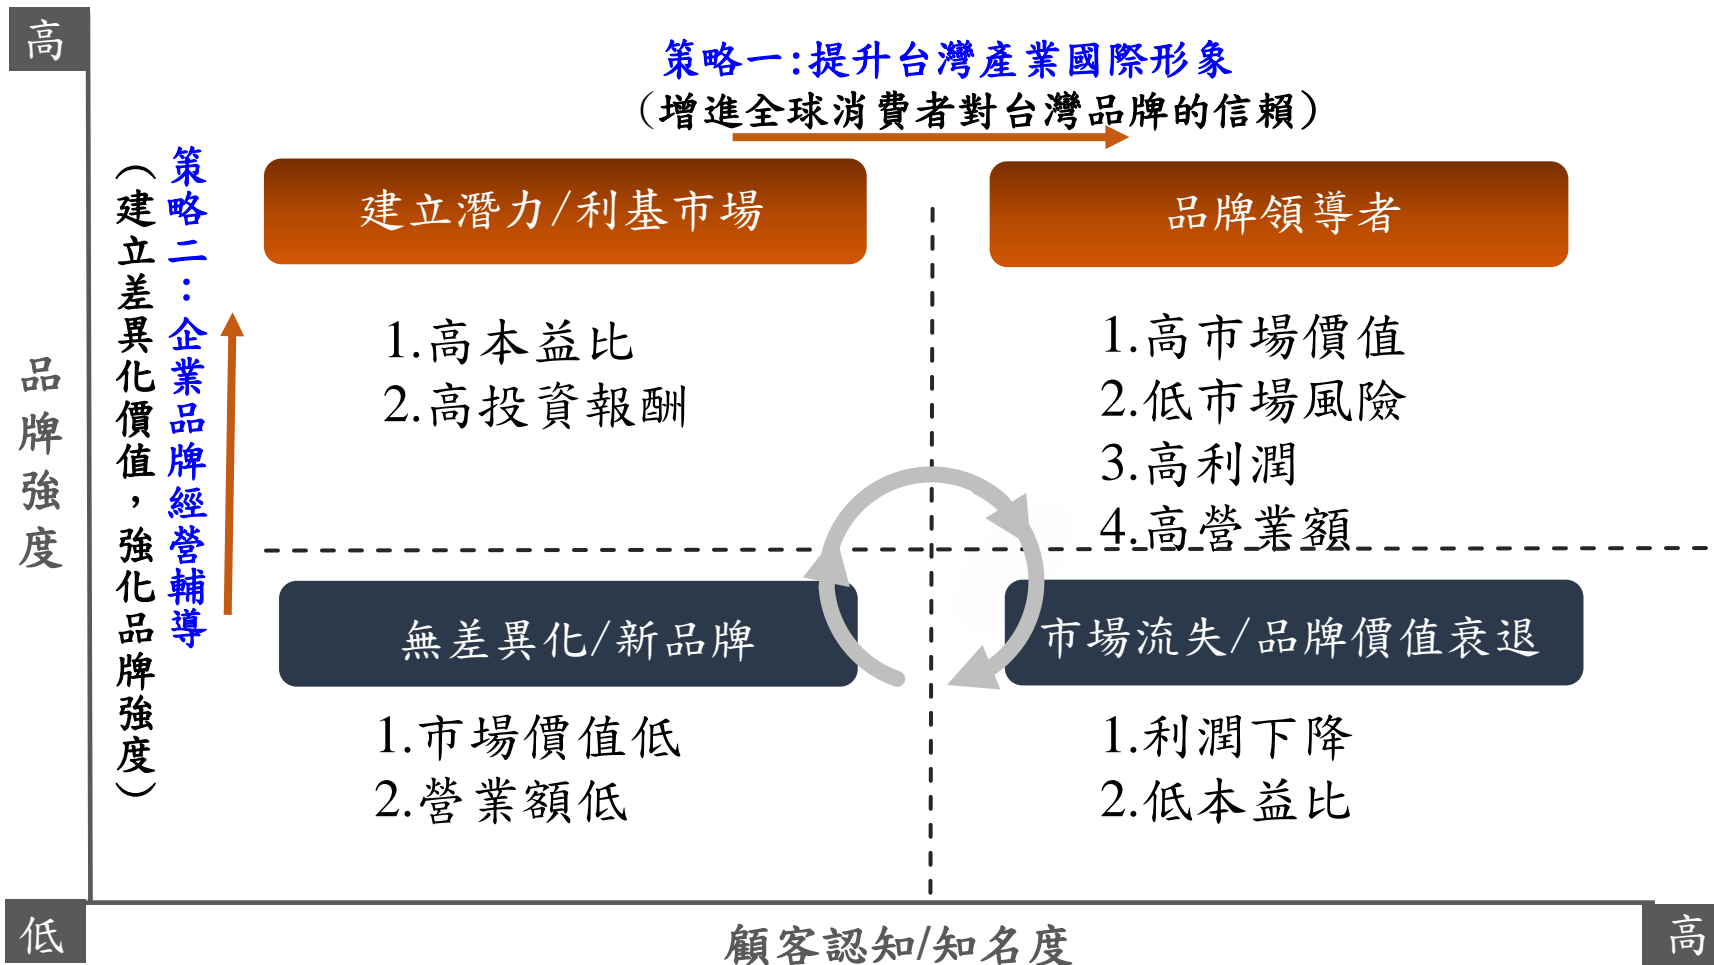 高
策略一:提升台灣產業國際形象
(增進全球消費者對台灣品牌的信賴)
策略二：企業品牌經營輔導
(建立差異化價值，強化品牌強度)
品牌強度
建立潛力/利基市場
1.高本益比
2.高投資報酬
品牌領導者
1.高市場價值
2.低市場風險
3.高利潤
4.高營業額
無差異化/新品牌
1.市場價值低
2.營業額低
市場流失/品牌價值衰退
1.利潤下降
2.低本益比
低
顧客認知/知名度
高